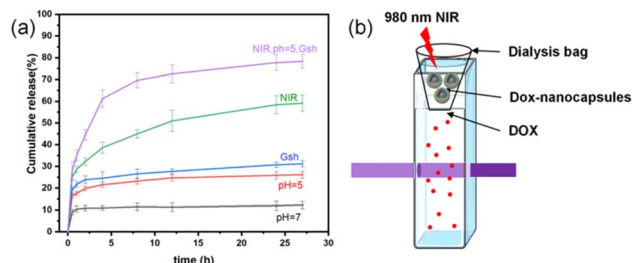 (a)
Cumulative release(%)
100
90
80
70
60
50
40
30
20
10
0
0
5
10
15
20
25
30
time (h)
NIR,ph=5,Gsh
NIR
Gsh
pH=5
pH=7
(b)
980 nm NIR
Dialysis bag
Dox-nanocapsules
DOX